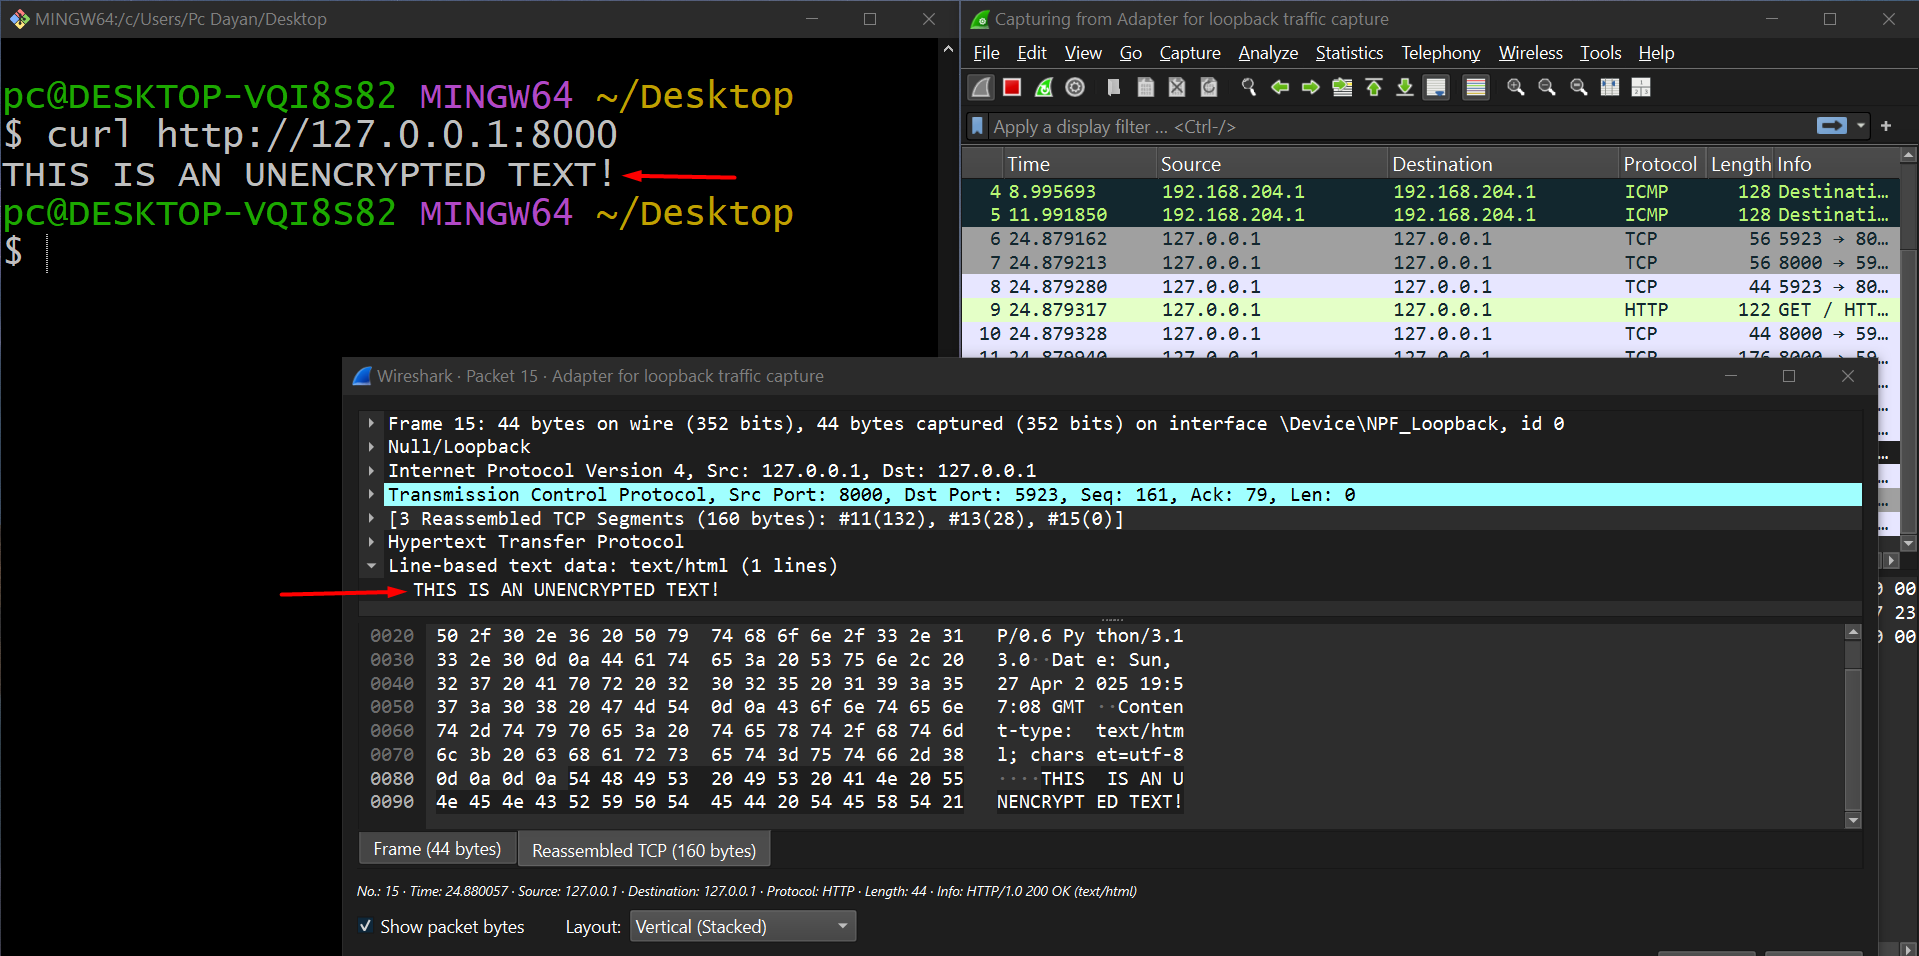 MINGW64:/c/Users/Pc Dayan/Desktop
pc@DESKTOP-VQI8S82 MINGW64 ~/Desktop
$ curl http://127.0.0.1:8000
THIS IS AN UNENCRYPTED TEXT!
pc@DESKTOP-VQI8S82 MINGW64 ~/Desktop
$
Capturing from Adapter for loopback traffic capture
File Edit View Go Capture Analyze Statistics Telephony Wireless Tools Help
Apply a display filter ... <Ctrl-/>
Time Source Destination Protocol Length Info
4 8.995693 192.168.204.1 192.168.204.1 ICMP 128 Destinati...
5 11.991850 192.168.204.1 192.168.204.1 ICMP 128 Destinati...
6 24.879162 127.0.0.1 127.0.0.1 TCP 56 5923 → 80...
7 24.879213 127.0.0.1 127.0.0.1 TCP 56 8000 → 59...
8 24.879280 127.0.0.1 127.0.0.1 TCP 44 5923 → 80...
9 24.879317 127.0.0.1 127.0.0.1 HTTP 122 GET / HTT...
10 24.879328 127.0.0.1 127.0.0.1 TCP 44 8000 → 59...
11 24.879940 127.0.0.1 127.0.0.1 TCP 176 8000 → 59...
Wireshark · Packet 15 · Adapter for loopback traffic capture
Frame 15: 44 bytes on wire (352 bits), 44 bytes captured (352 bits) on interface \Device\NPF_Loopback, id 0
Null/Loopback
Internet Protocol Version 4, Src: 127.0.0.1, Dst: 127.0.0.1
Transmission Control Protocol, Src Port: 8000, Dst Port: 5923, Seq: 161, Ack: 79, Len: 0
[3 Reassembled TCP Segments (160 bytes): #11(132), #13(28), #15(0)]
Hypertext Transfer Protocol
Line-based text data: text/html (1 lines)
THIS IS AN UNENCRYPTED TEXT!
0020 50 2f 30 2e 36 20 50 79 74 68 6f 6e 2f 33 2e 31 P/0.6 Py thon/3.1
0030 33 2e 30 0d 0a 44 61 74 65 3a 20 53 75 6e 2c 20 3.0··Dat e: Sun,
0040 32 37 20 41 70 72 20 32 30 32 35 20 31 39 3a 35 27 Apr 2 025 19:5
0050 37 3a 30 38 20 47 4d 54 0d 0a 43 6f 6e 74 65 6e 7:08 GMT ··Conten
0060 74 2d 74 79 70 65 3a 20 74 65 78 74 2f 68 74 6d t-type: text/htm
0070 6c 3b 20 63 68 61 72 73 65 74 3d 75 74 66 2d 38 l; chars et=utf-8
0080 0d 0a 0d 0a 54 48 49 53 20 49 53 20 41 4e 20 55 ····THIS IS AN U
0090 4e 45 4e 43 52 59 50 54 45 44 20 54 45 58 54 21 NENCRYPT ED TEXT!
Frame (44 bytes) Reassembled TCP (160 bytes)
No.: 15 · Time: 24.880057 · Source: 127.0.0.1 · Destination: 127.0.0.1 · Protocol: HTTP · Length: 44 · Info: HTTP/1.0 200 OK (text/html)
Show packet bytes Layout: Vertical (Stacked)
00
23
00